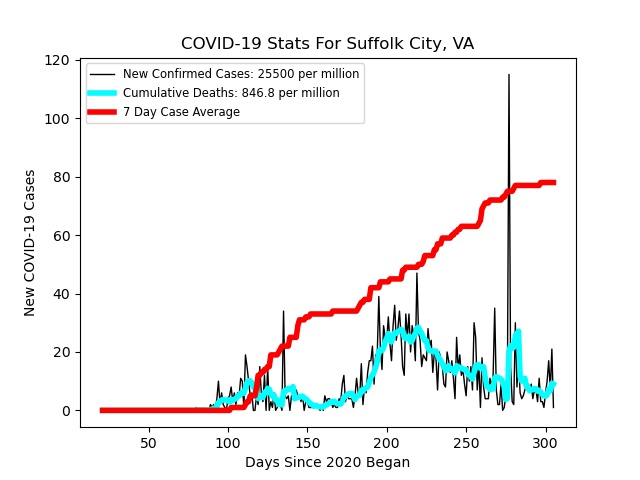 COVID-19 Stats For Suffolk City, VA
New Confirmed Cases: 25500 per million
Cumulative Deaths: 846.8 per million
7 Day Case Average
New COVID-19 Cases
120
100
80
60
40
20
0
50 100 150 200 250 300
Days Since 2020 Began